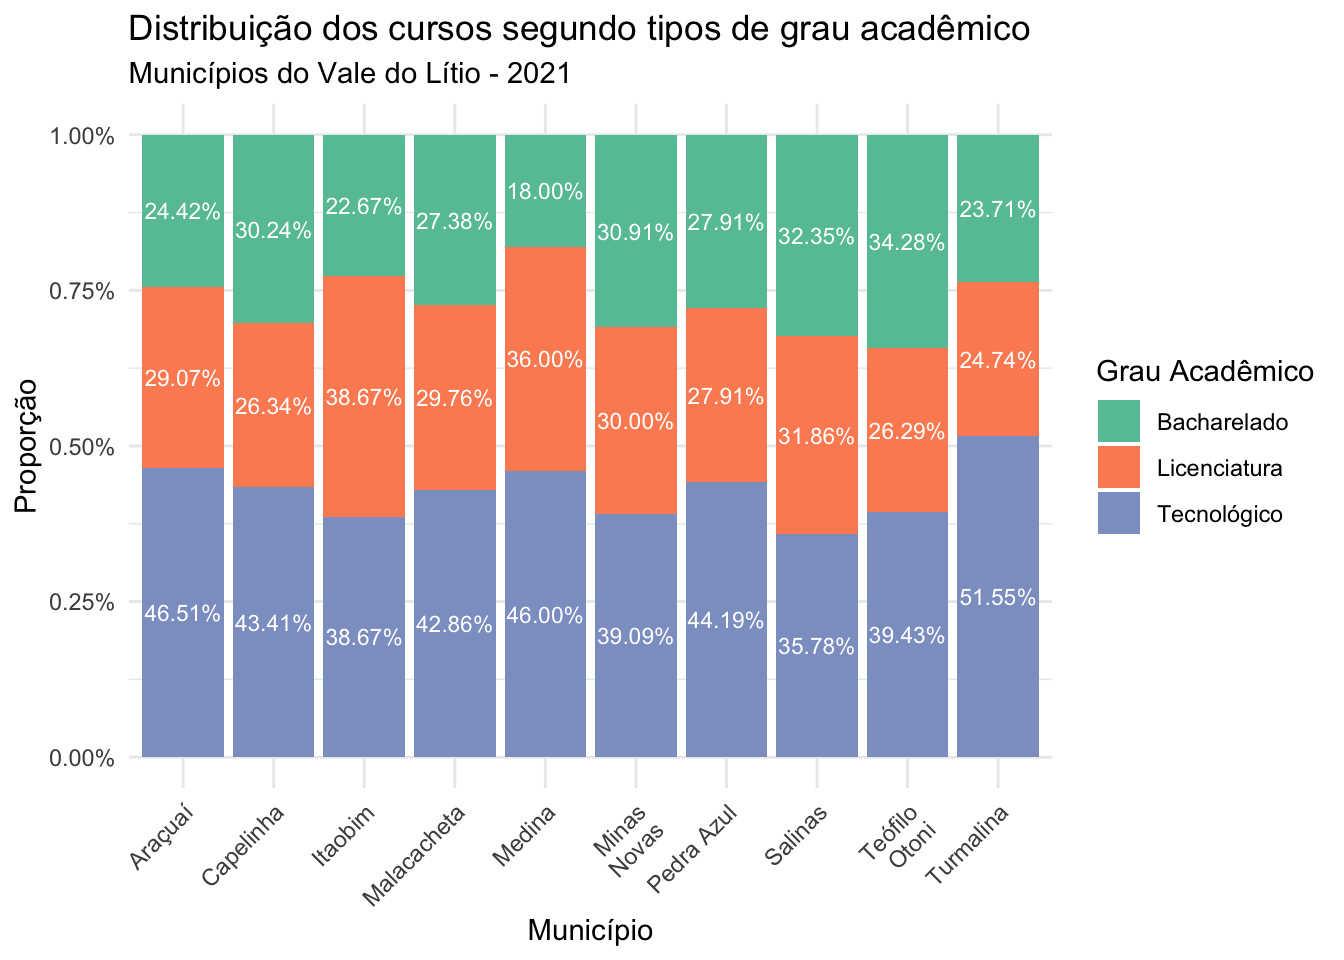 Distribuição dos cursos segundo tipos de grau acadêmico
Municípios do Vale do Lítio - 2021
Proporção
1.00%
0.75%
0.50%
0.25%
0.00%
24.42%
30.24%
22.67%
27.38%
18.00%
30.91%
27.91%
32.35%
34.28%
23.71%
29.07%
26.34%
38.67%
29.76%
36.00%
30.00%
27.91%
31.86%
26.29%
24.74%
46.51%
43.41%
38.67%
42.86%
46.00%
39.09%
44.19%
35.78%
39.43%
51.55%
Araçuaí
Capelinha
Itaobim
Malacacheta
Medina
Minas
Novas
Pedra Azul
Salinas
Teófilo
Otoni
Turmalina
Município
Grau Acadêmico
Bacharelado
Licenciatura
Tecnológico